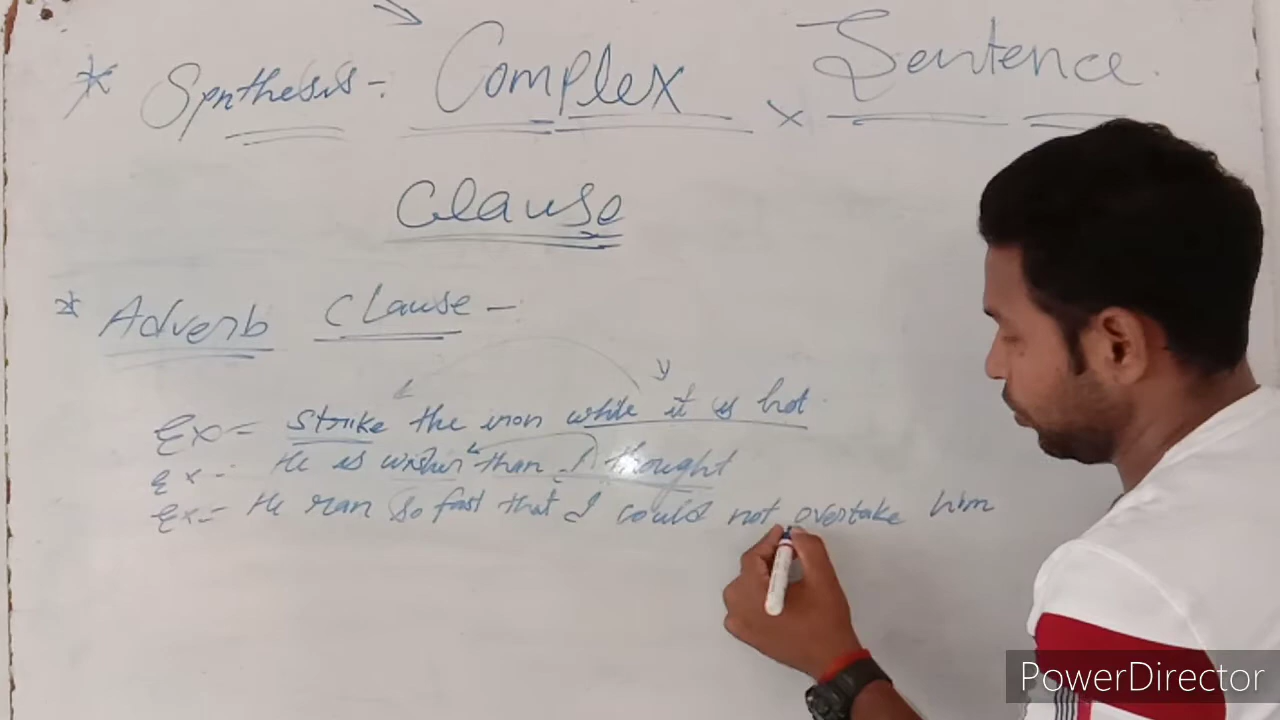 * Synthesis - Complex Sentence.
Clause
* Adverb Clause -
Ex = Strike the iron while it is hot.
Ex - He is wisher than I thought
Ex = He ran so fast that I could not overtake him
PowerDirector